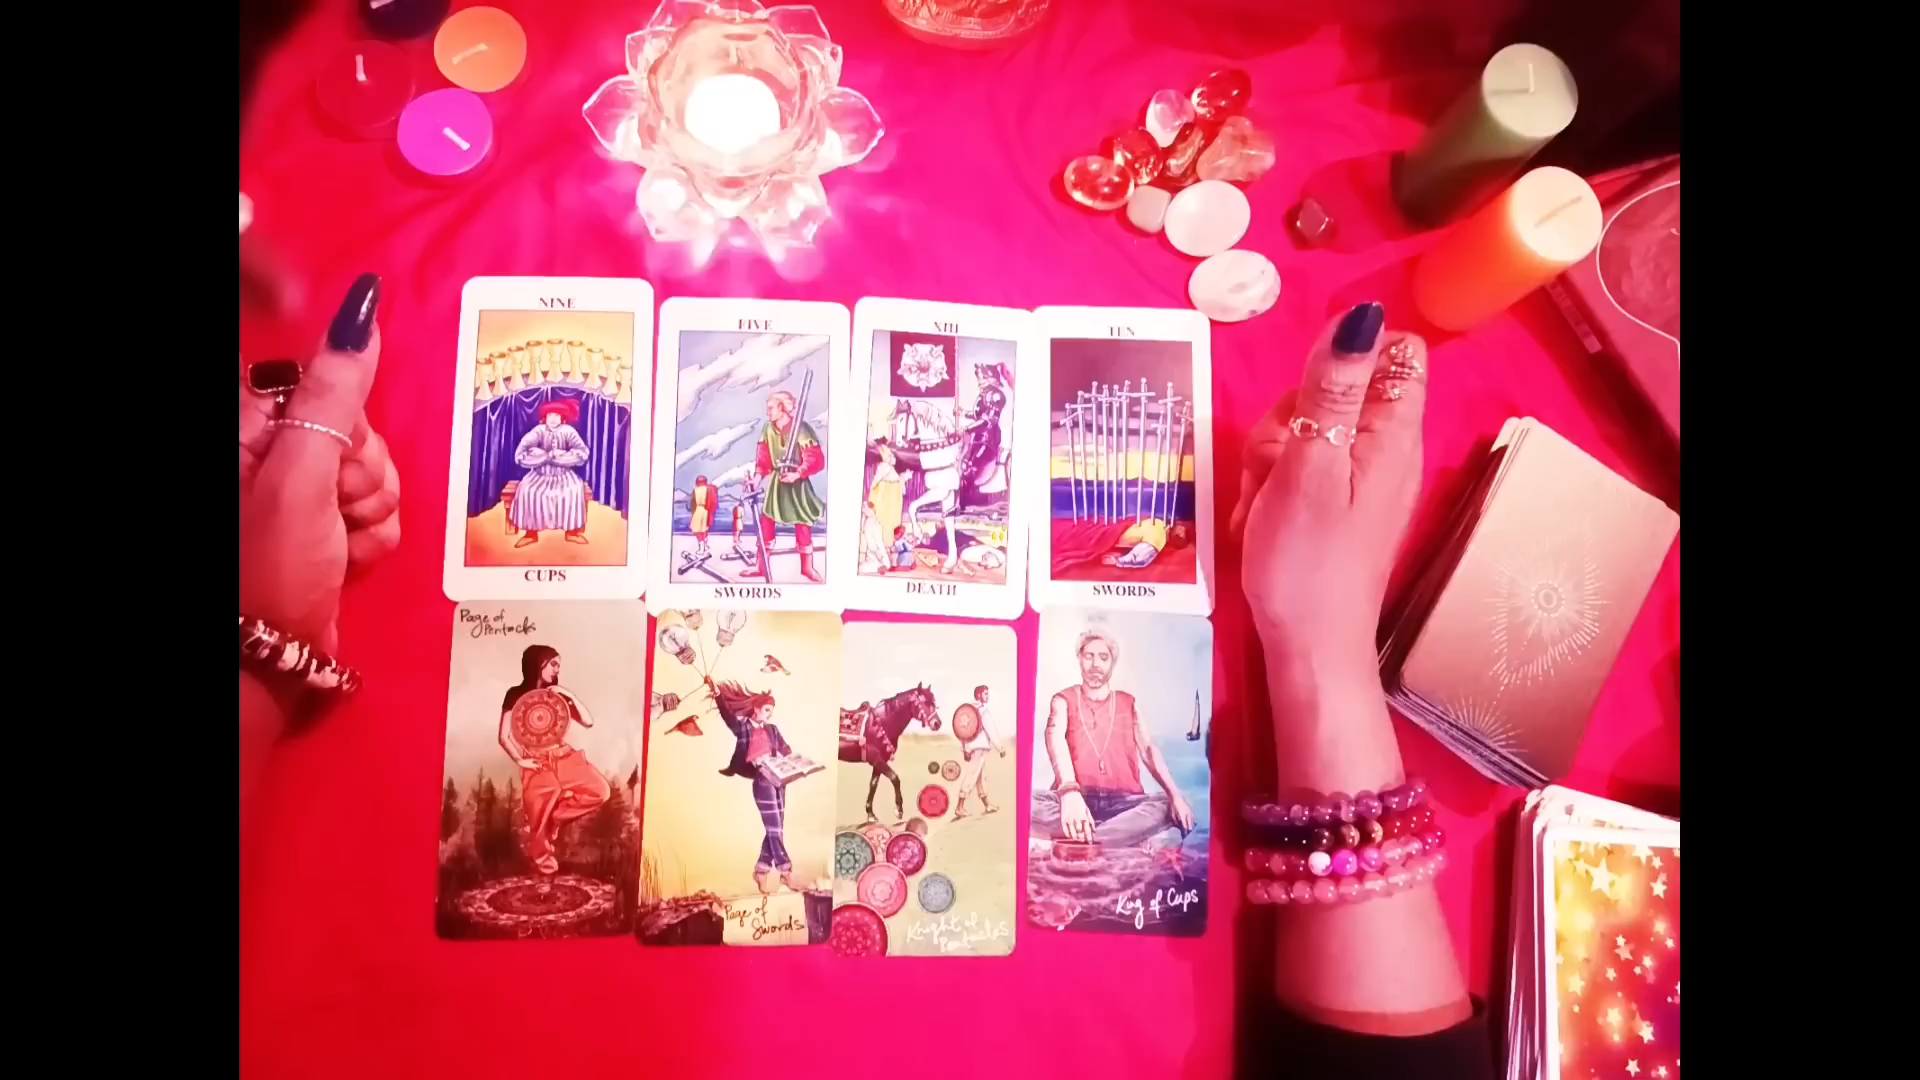 NINE
CUPS
FIVE
SWORDS
XIII
DEATH
TEN
SWORDS
Page of
Pentacls
Page of
Swords
Knight of
Pentacles
King of Cups